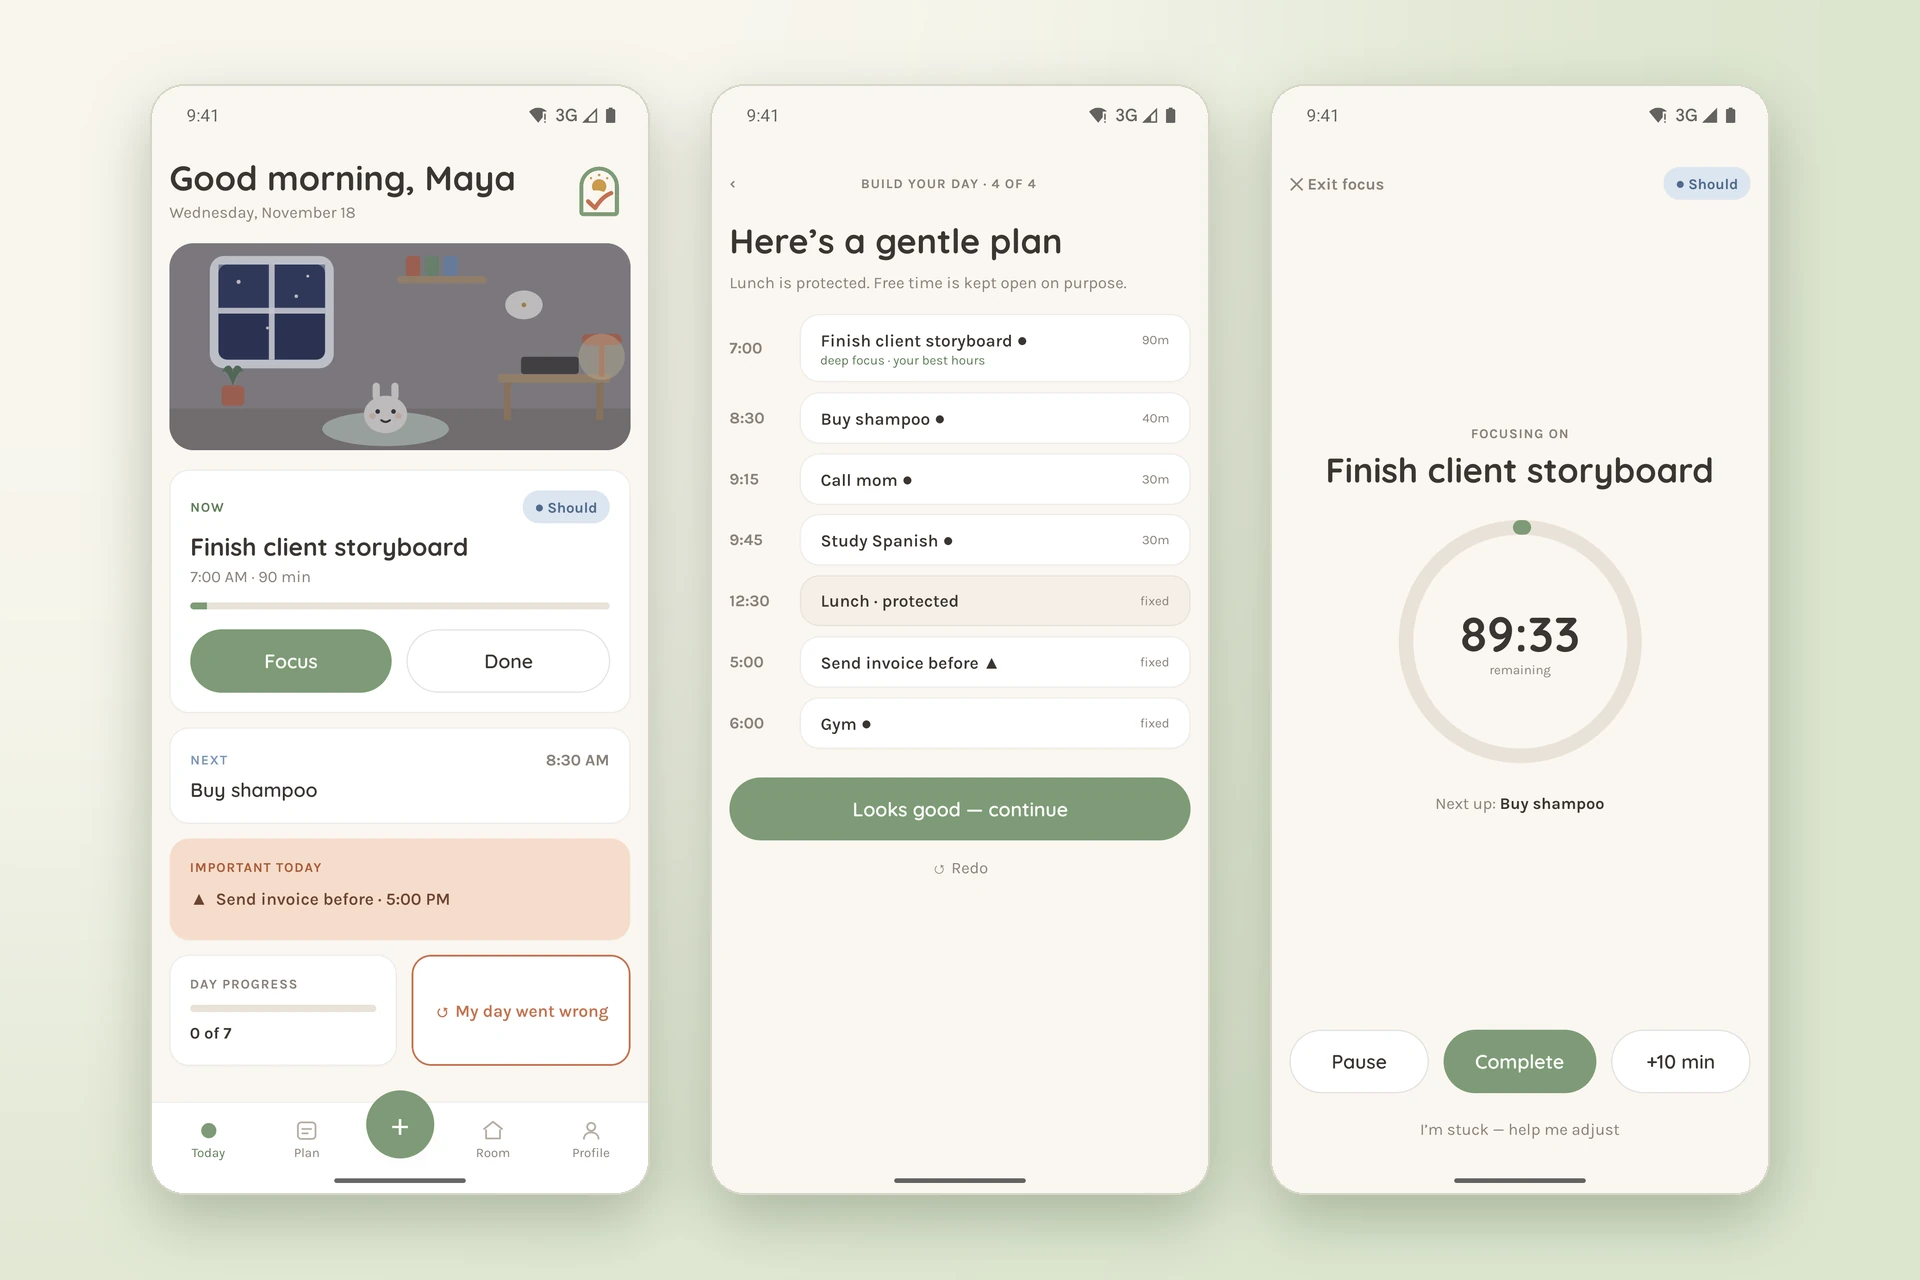 9:41
3G
Good morning, Maya
Wednesday, November 18
NOW
● Should
Finish client storyboard
7:00 AM · 90 min
Focus
Done
NEXT
8:30 AM
Buy shampoo
IMPORTANT TODAY
▲ Send invoice before · 5:00 PM
DAY PROGRESS
0 of 7
↺ My day went wrong
+
Today
Plan
Room
Profile
9:41
3G
‹
BUILD YOUR DAY · 4 OF 4
Here’s a gentle plan
Lunch is protected. Free time is kept open on purpose.
7:00
Finish client storyboard ●
90m
deep focus · your best hours
8:30
Buy shampoo ●
40m
9:15
Call mom ●
30m
9:45
Study Spanish ●
30m
12:30
Lunch · protected
fixed
5:00
Send invoice before ▲
fixed
6:00
Gym ●
fixed
Looks good — continue
↺ Redo
9:41
3G
✕ Exit focus
● Should
FOCUSING ON
Finish client storyboard
89:33
remaining
Next up: Buy shampoo
Pause
Complete
+10 min
I’m stuck — help me adjust